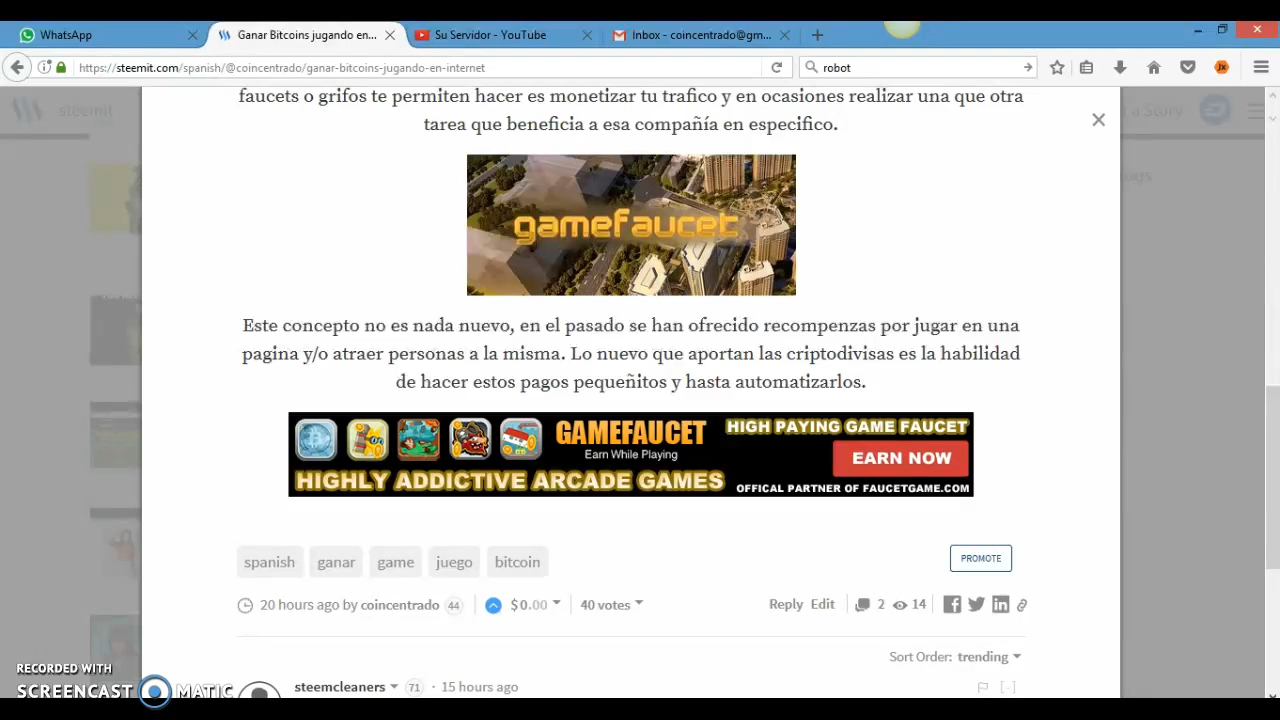 WhatsApp
Ganar Bitcoins jugando en...
Su Servidor - YouTube
Inbox - coincentrado@gm...
https://steemit.com/spanish/@coincentrado/ganar-bitcoins-jugando-en-internet
robot
steemit
a Story
faucets o grifos te permiten hacer es monetizar tu trafico y en ocasiones realizar una que otra
tarea que beneficia a esa compañía en especifico.
gamefaucet
Este concepto no es nada nuevo, en el pasado se han ofrecido recompenzas por jugar en una
pagina y/o atraer personas a la misma. Lo nuevo que aportan las criptodivisas es la habilidad
de hacer estos pagos pequeñitos y hasta automatizarlos.
GAMEFAUCET
Earn While Playing
HIGHLY ADDICTIVE ARCADE GAMES
HIGH PAYING GAME FAUCET
EARN NOW
OFFICAL PARTNER OF FAUCETGAME.COM
spanish ganar game juego bitcoin
PROMOTE
20 hours ago by coincentrado 44 $0.00 40 votes Reply Edit 2 14
Sort Order: trending
steemcleaners 71 · 15 hours ago
RECORDED WITH
SCREENCAST MATIC